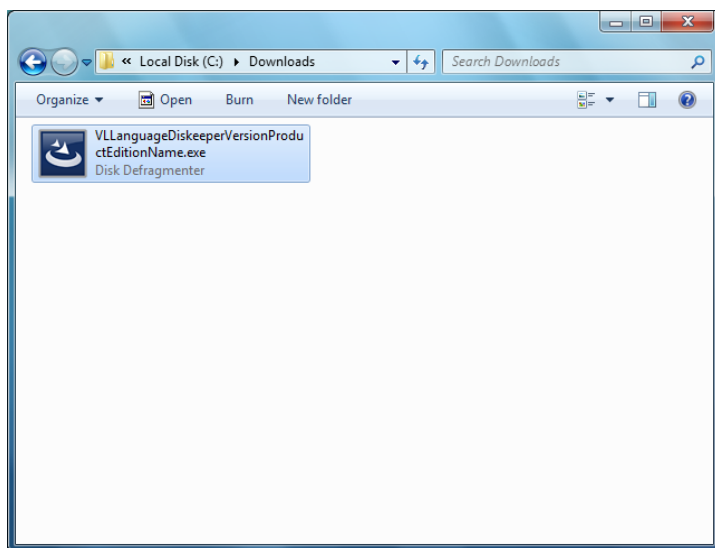 « Local Disk (C:) ▸ Downloads
Search Downloads
Organize
Open
Burn
New folder
VLLanguageDiskeeperVersionProdu
ctEditionName.exe
Disk Defragmenter